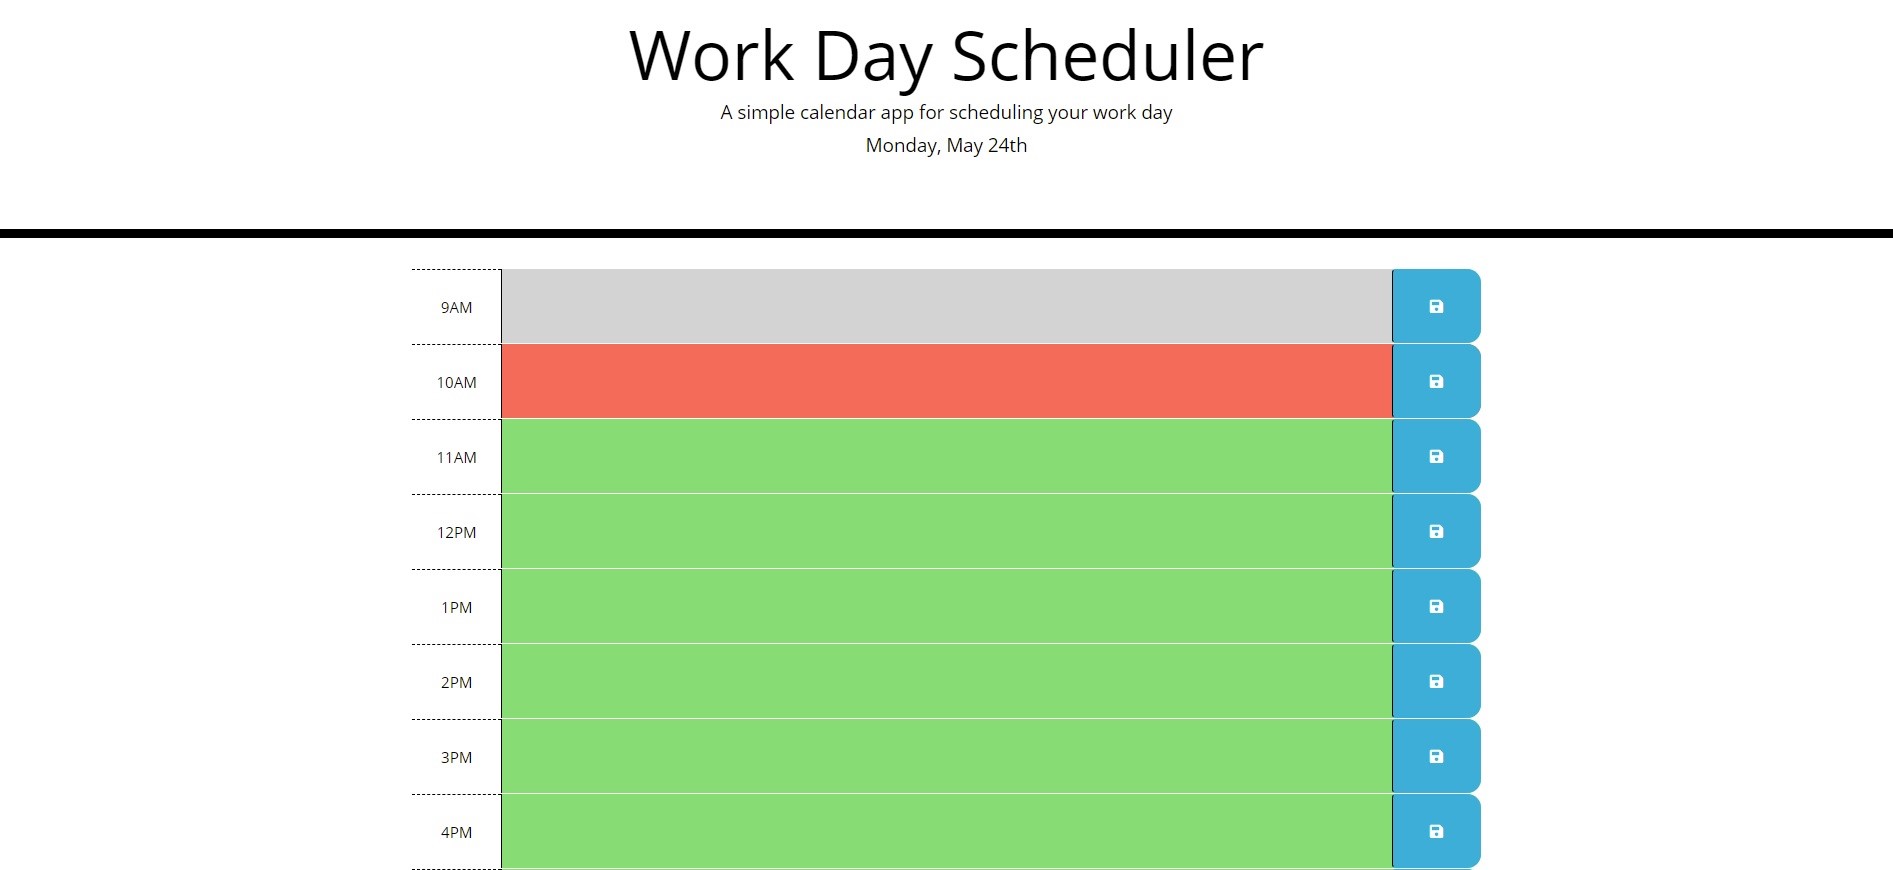 Work Day Scheduler
A simple calendar app for scheduling your work day
Monday, May 24th
9AM
10AM
11AM
12PM
1PM
2PM
3PM
4PM